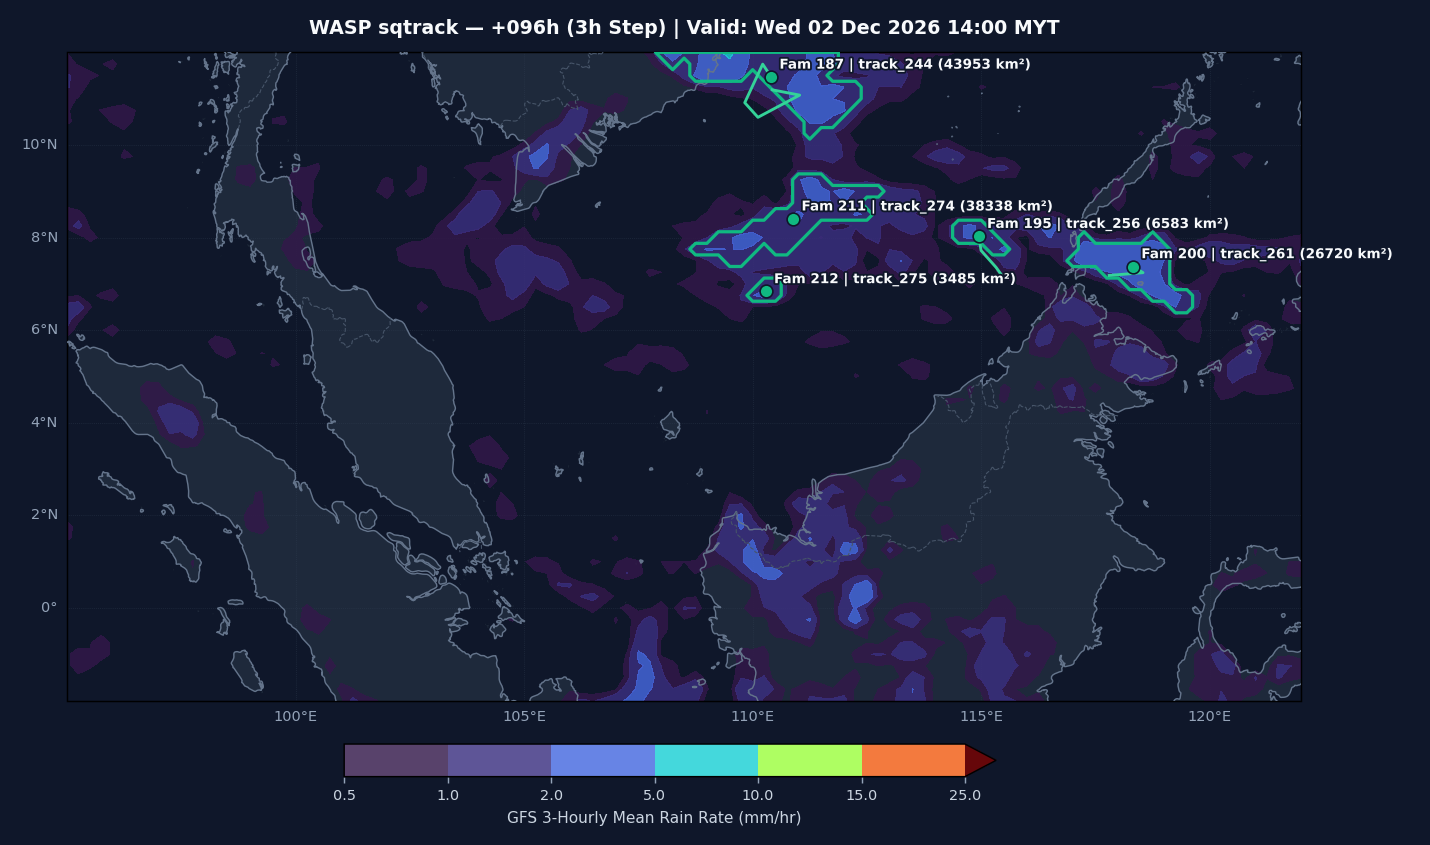 WASP sqtrack — +096h (3h Step) | Valid: Wed 02 Dec 2026 14:00 MYT
Fam 187 | track_244 (43953 km²)
10°N
Fam 211 | track_274 (38338 km²)
Fam 195 | track_256 (6583 km²)
8°N
Fam 200 | track_261 (26720 km²)
Fam 212 | track_275 (3485 km²)
6°N
4°N
2°N
0°
100°E 105°E 110°E 115°E 120°E
0.5 1.0 2.0 5.0 10.0 15.0 25.0
GFS 3-Hourly Mean Rain Rate (mm/hr)